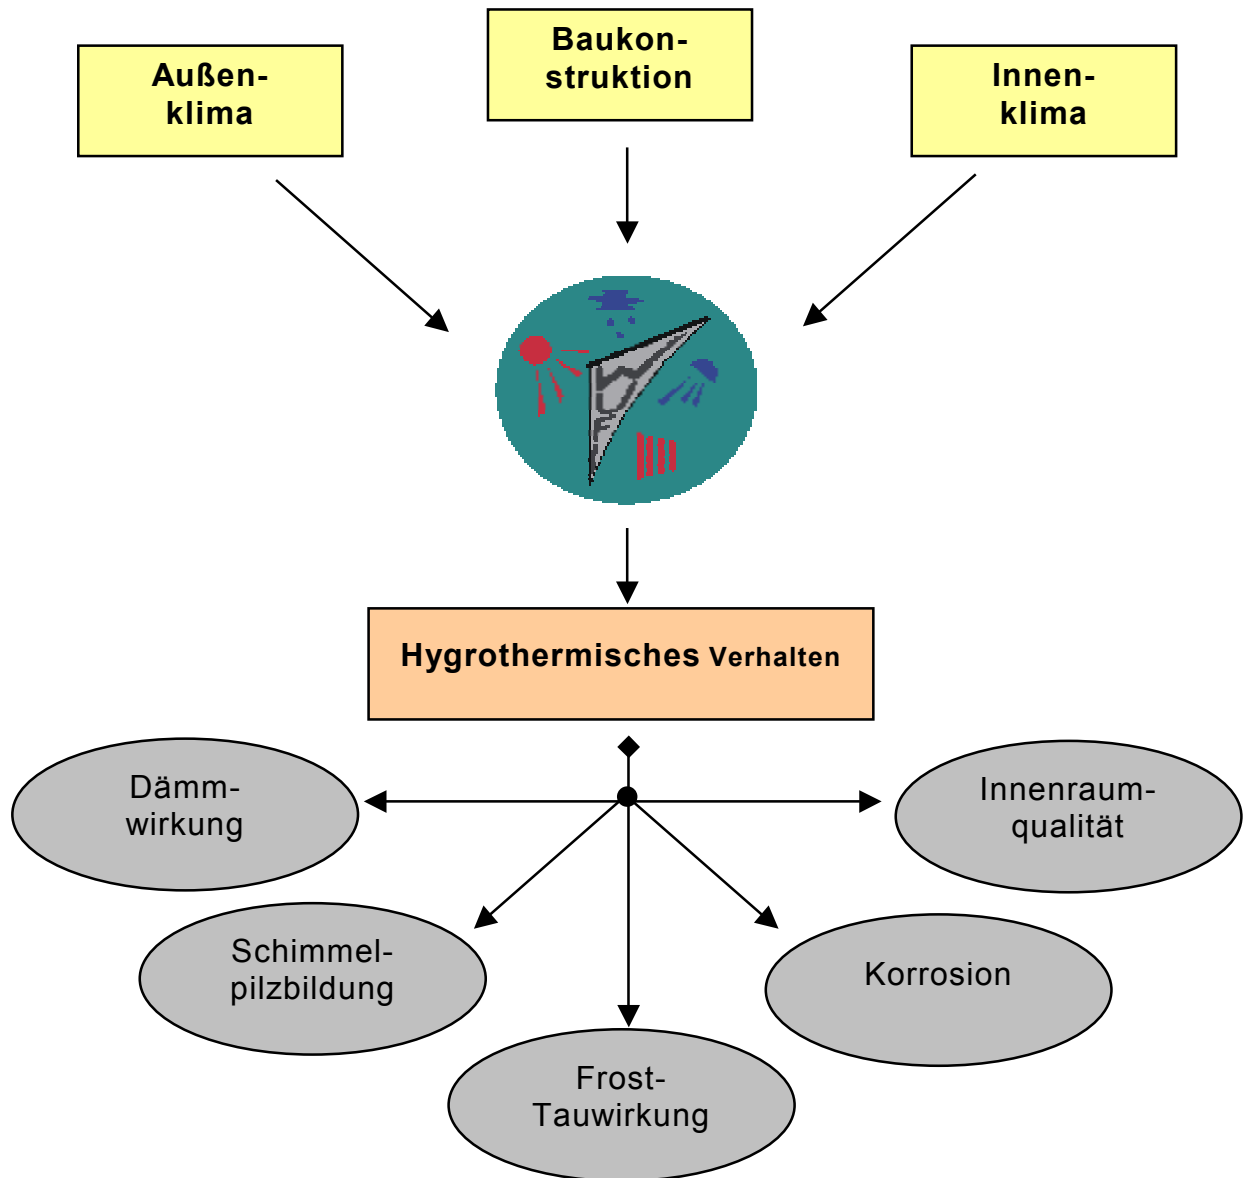 Außen-
klima
Baukon-
struktion
Innen-
klima
Hygrothermisches Verhalten
Dämm-
wirkung
Innenraum-
qualität
Schimmel-
pilzbildung
Korrosion
Frost-
Tauwirkung